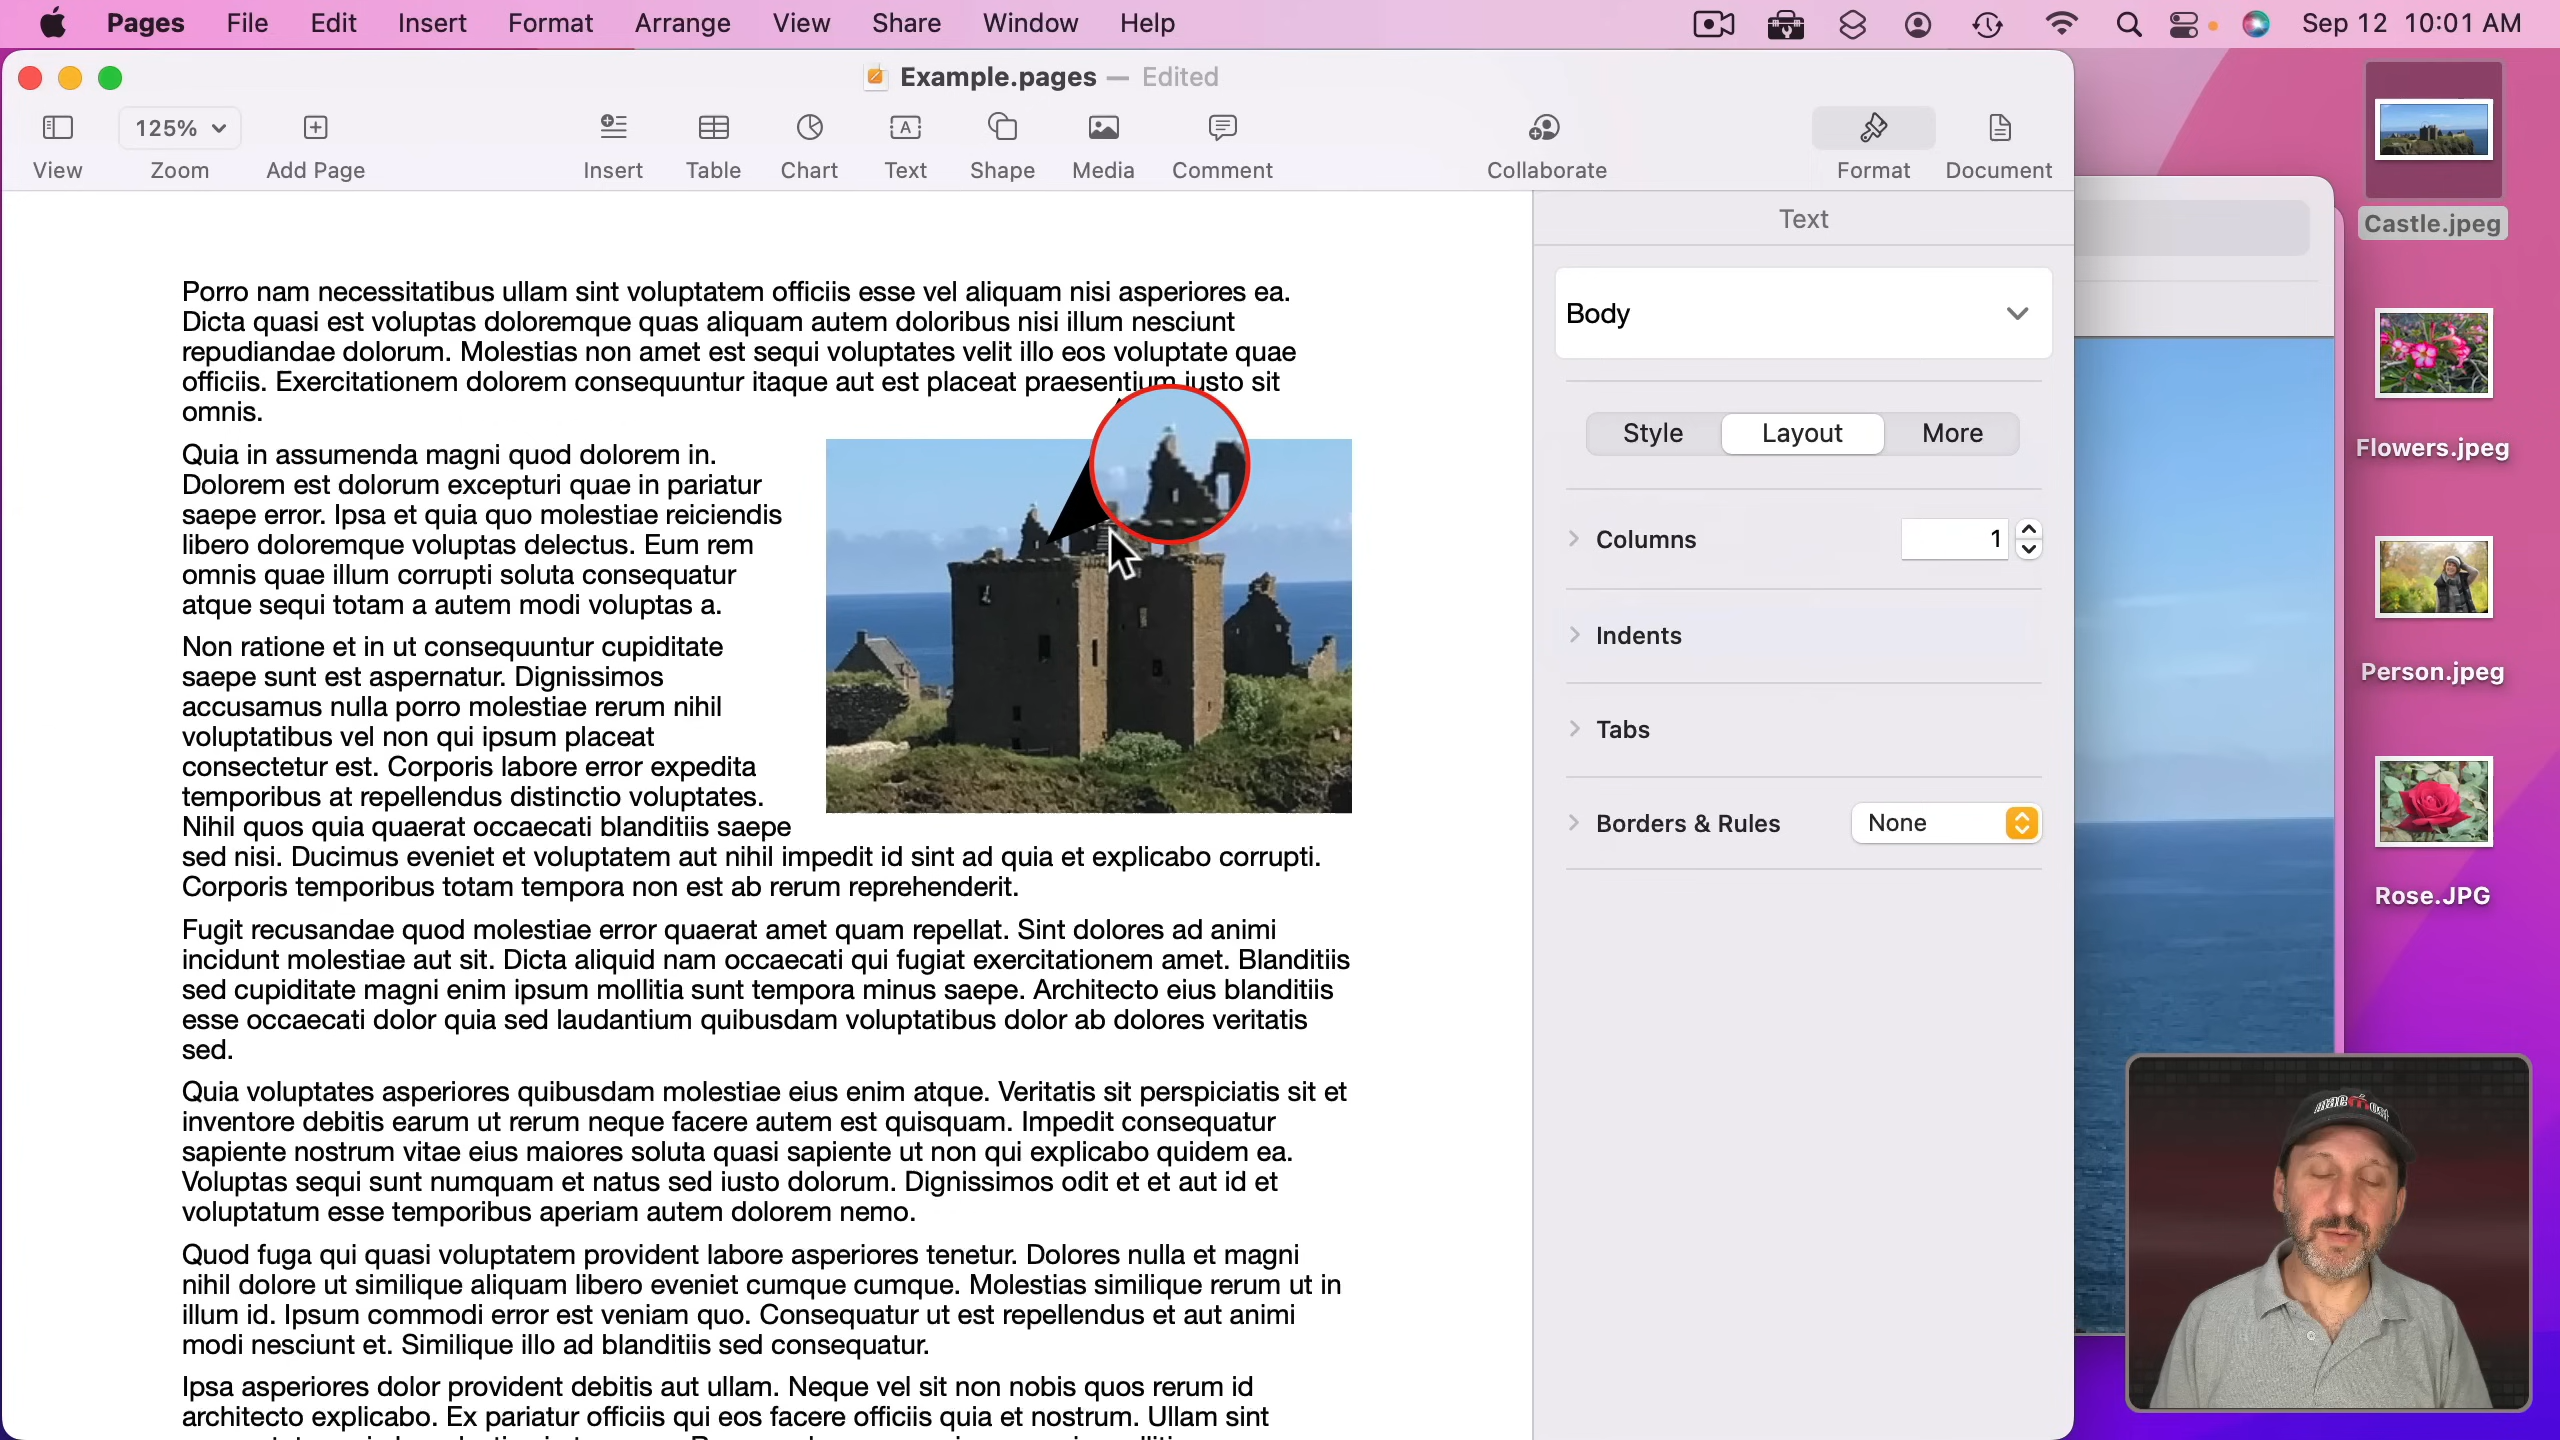 Pages File Edit Insert Format Arrange View Share Window Help Sep 12 10:01 AM
Example.pages — Edited
125%
View Zoom Add Page Insert Table Chart Text Shape Media Comment Collaborate Format Document
Porro nam necessitatibus ullam sint voluptatem officiis esse vel aliquam nisi asperiores ea.
Dicta quasi est voluptas doloremque quas aliquam autem doloribus nisi illum nesciunt
repudiandae dolorum. Molestias non amet est sequi voluptates velit illo eos voluptate quae
officiis. Exercitationem dolorem consequuntur itaque aut est placeat praesentium iusto sit
omnis.
Quia in assumenda magni quod dolorem in.
Dolorem est dolorum excepturi quae in pariatur
saepe error. Ipsa et quia quo molestiae reiciendis
libero doloremque voluptas delectus. Eum rem
omnis quae illum corrupti soluta consequatur
atque sequi totam a autem modi voluptas a.
Non ratione et in ut consequuntur cupiditate
saepe sunt est aspernatur. Dignissimos
accusamus nulla porro molestiae rerum nihil
voluptatibus vel non qui ipsum placeat
consectetur est. Corporis labore error expedita
temporibus at repellendus distinctio voluptates.
Nihil quos quia quaerat occaecati blanditiis saepe
sed nisi. Ducimus eveniet et voluptatem aut nihil impedit id sint ad quia et explicabo corrupti.
Corporis temporibus totam tempora non est ab rerum reprehenderit.
Fugit recusandae quod molestiae error quaerat amet quam repellat. Sint dolores ad animi
incidunt molestiae aut sit. Dicta aliquid nam occaecati qui fugiat exercitationem amet. Blanditiis
sed cupiditate magni enim ipsum mollitia sunt tempora minus saepe. Architecto eius blanditiis
esse occaecati dolor quia sed laudantium quibusdam voluptatibus dolor ab dolores veritatis
sed.
Quia voluptates asperiores quibusdam molestiae eius enim atque. Veritatis sit perspiciatis sit et
inventore debitis earum ut rerum neque facere autem est quisquam. Impedit consequatur
sapiente nostrum vitae eius maiores soluta quasi sapiente ut non qui explicabo quidem ea.
Voluptas sequi sunt numquam et natus sed iusto dolorum. Dignissimos odit et et aut id et
voluptatum esse temporibus aperiam autem dolorem nemo.
Quod fuga qui quasi voluptatem provident labore asperiores tenetur. Dolores nulla et magni
nihil dolore ut similique aliquam libero eveniet cumque cumque. Molestias similique rerum ut in
illum id. Ipsum commodi error est veniam quo. Consequatur ut est repellendus et aut animi
modi nesciunt et. Similique illo ad blanditiis sed consequatur.
Ipsa asperiores dolor provident debitis aut ullam. Neque vel sit non nobis quos rerum id
architecto explicabo. Ex pariatur officiis qui eos facere officiis quia et nostrum. Ullam sint
Text
Body
Style Layout More
Columns 1
Indents
Tabs
Borders & Rules None
Castle.jpeg
Flowers.jpeg
Person.jpeg
Rose.JPG